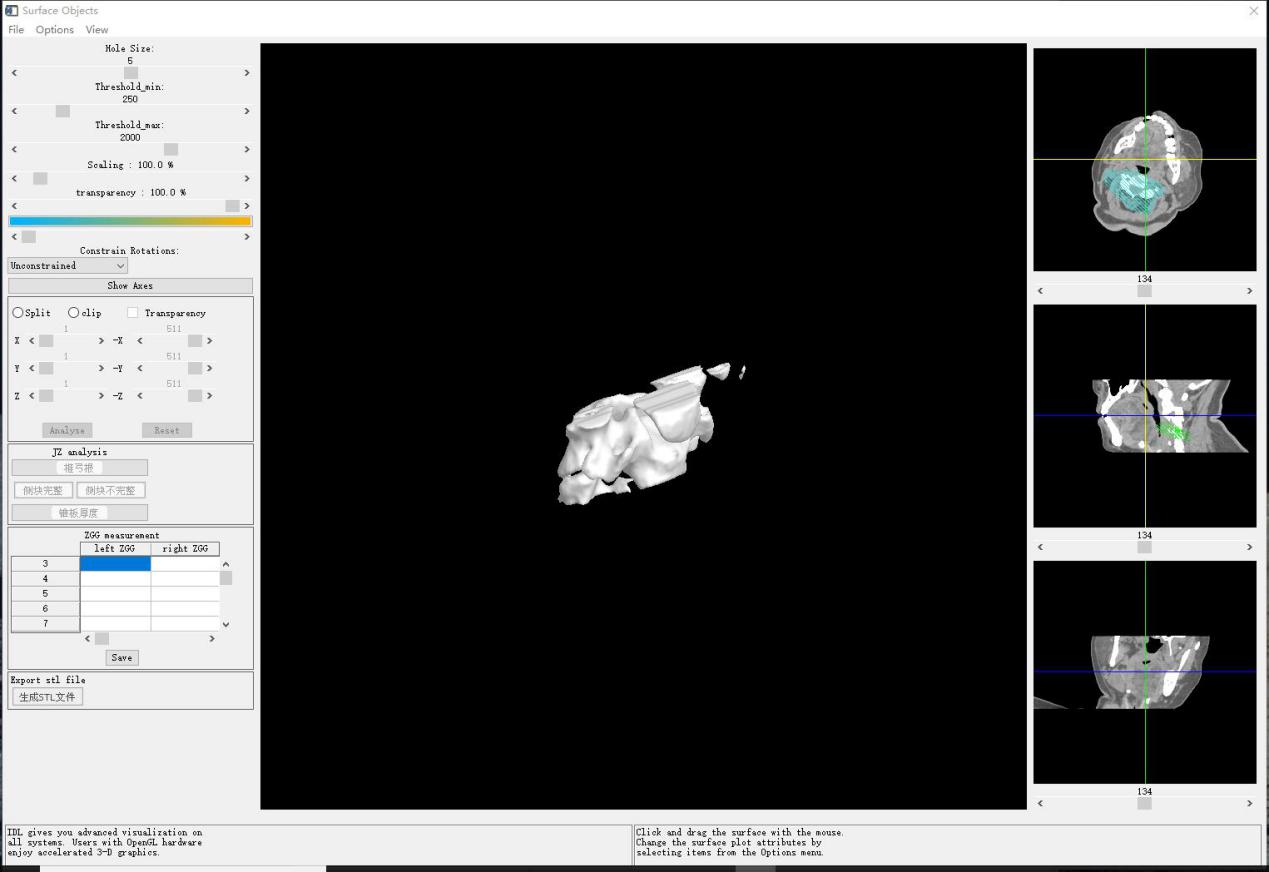 Surface Objects
File Options View
Hole Size:
5
Threshold_min:
250
Threshold_max:
2000
Scaling : 100.0 %
transparency : 100.0 %
Constrain Rotations:
Unconstrained
Show Axes
Split clip Transparency
1 511
X -X
1 511
Y -Y
1 511
Z -Z
Analyze Reset
JZ analysis
椎弓根
侧块完整 侧块不完整
锥板厚度
ZGG measurement
left ZGG right ZGG
3
4
5
6
7
Save
Export stl file
生成STL文件
134
134
134
IDL gives you advanced visualization on
all systems. Users with OpenGL hardware
enjoy accelerated 3-D graphics.
Click and drag the surface with the mouse.
Change the surface plot attributes by
selecting items from the Options menu.